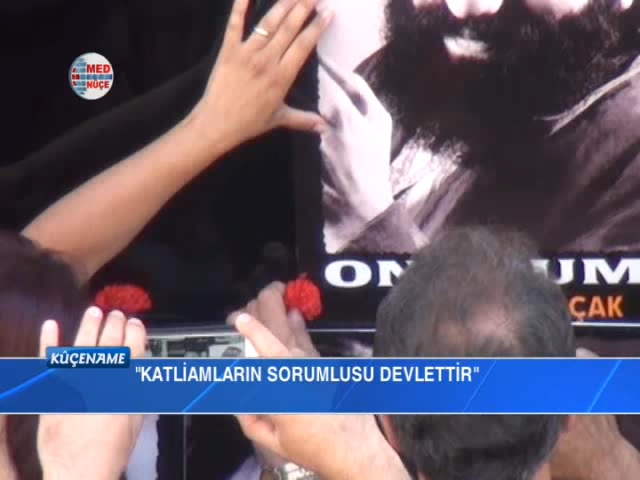 MED
NÛÇE
KÛÇENAME
"KATLİAMLARIN SORUMLUSU DEVLETTİR"